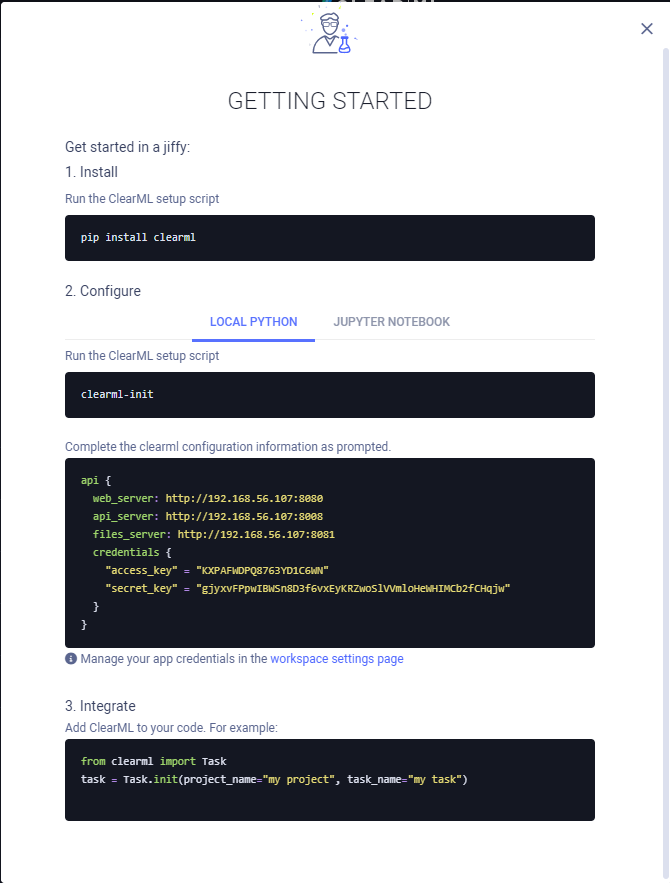 GETTING STARTED
Get started in a jiffy:
1. Install
Run the ClearML setup script
pip install clearml
2. Configure
LOCAL PYTHON
JUPYTER NOTEBOOK
Run the ClearML setup script
clearml-init
Complete the clearml configuration information as prompted.
api {
web_server: http://192.168.56.107:8080
api_server: http://192.168.56.107:8008
files_server: http://192.168.56.107:8081
credentials {
"access_key" = "KXPAFWDPQ8763YD1C6WN"
"secret_key" = "gjyxvFPpwIBWSn8D3f6vxEyKRZwoSlVVmloHeWHIMCb2fCHqjw"
}
}
Manage your app credentials in the workspace settings page
3. Integrate
Add ClearML to your code. For example:
from clearml import Task
task = Task.init(project_name="my project", task_name="my task")